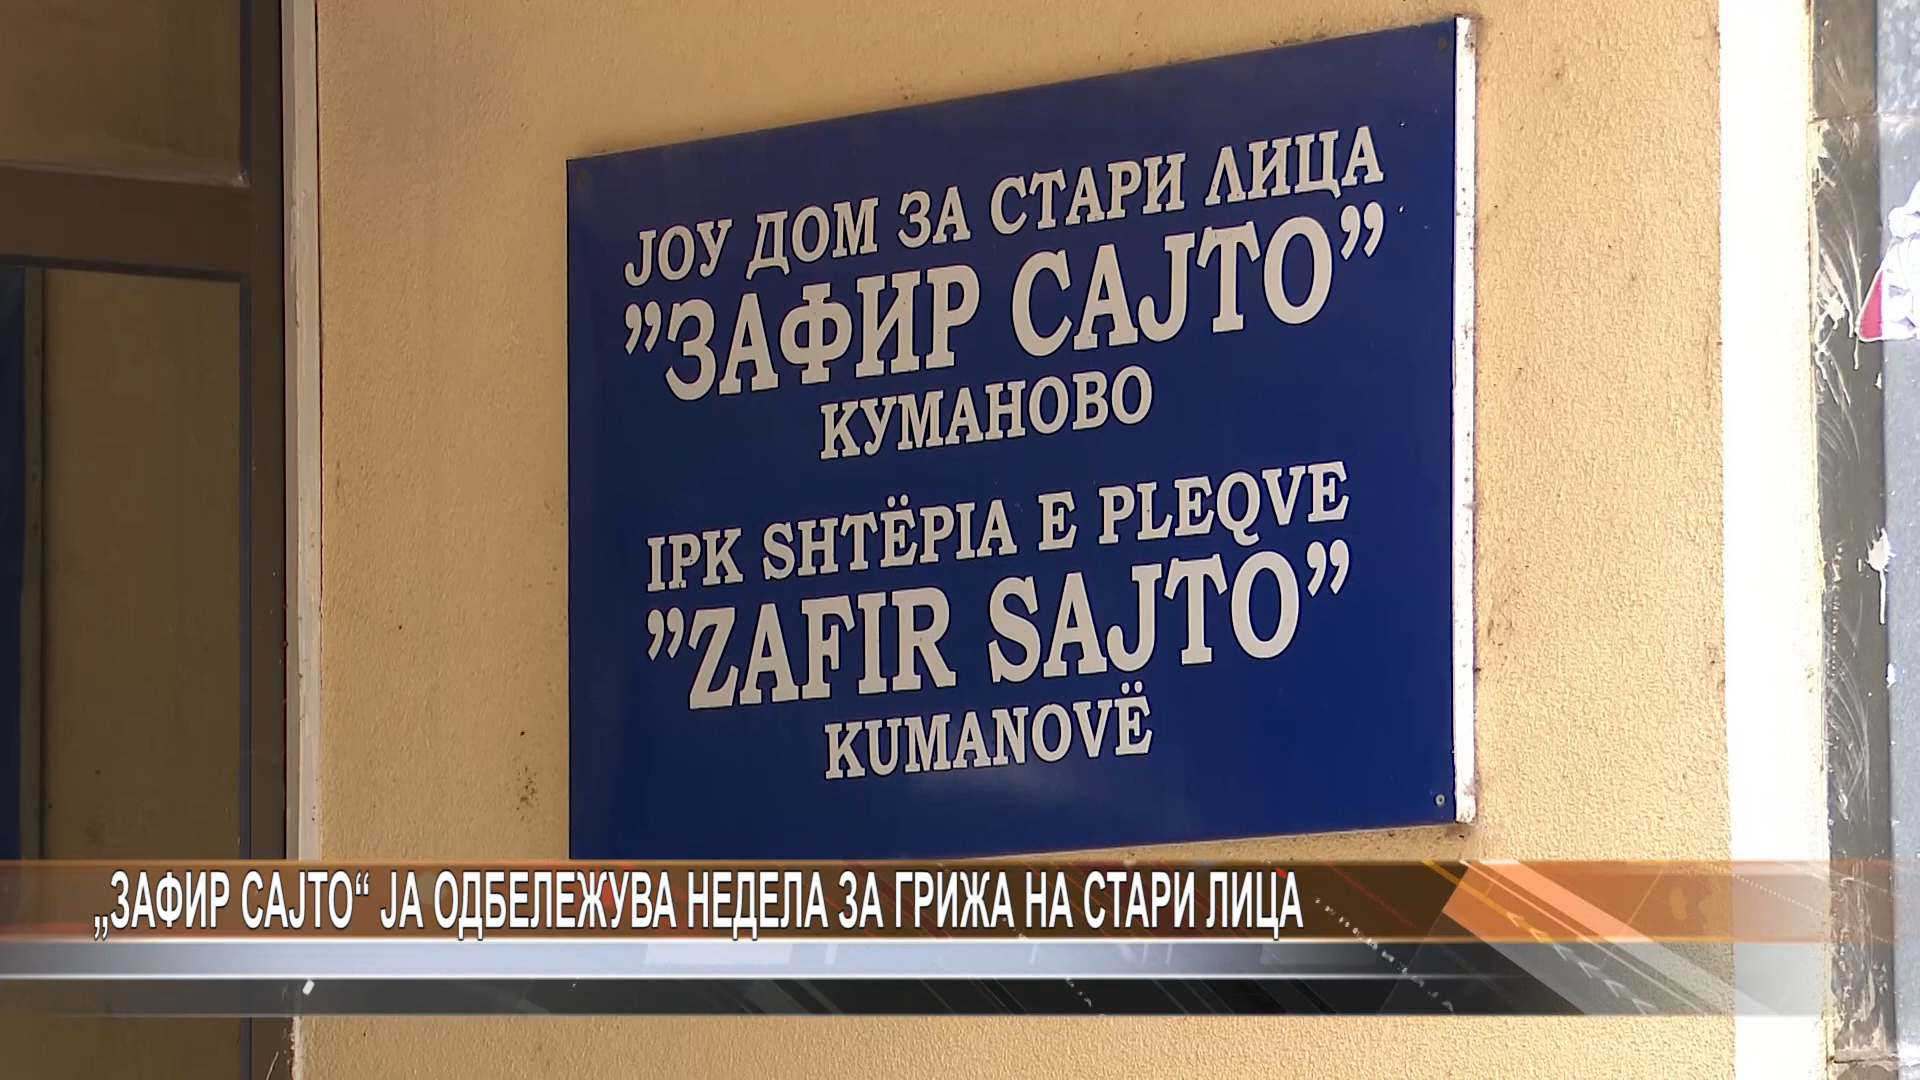 ЈОУ ДОМ ЗА СТАРИ ЛИЦА
”ЗАФИР САЈТО”
КУМАНОВО
IPK SHTËPIA E PLEQVE
”ZAFIR SAJTO”
KUMANOVË
„ЗАФИР САЈТО“ ЈА ОДБЕЛЕЖУВА НЕДЕЛА ЗА ГРИЖА НА СТАРИ ЛИЦА